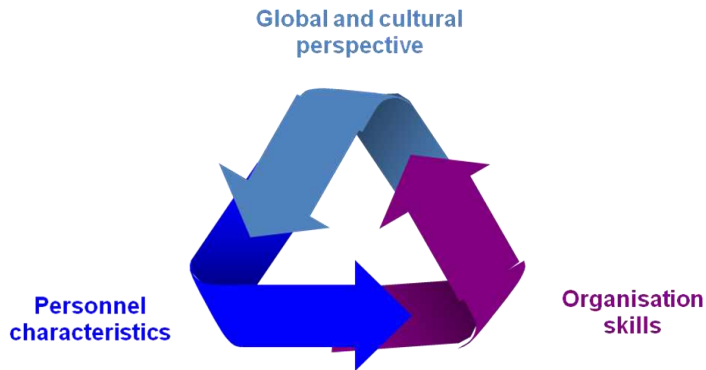 Global and cultural
perspective
Personnel
characteristics
Organisation
skills